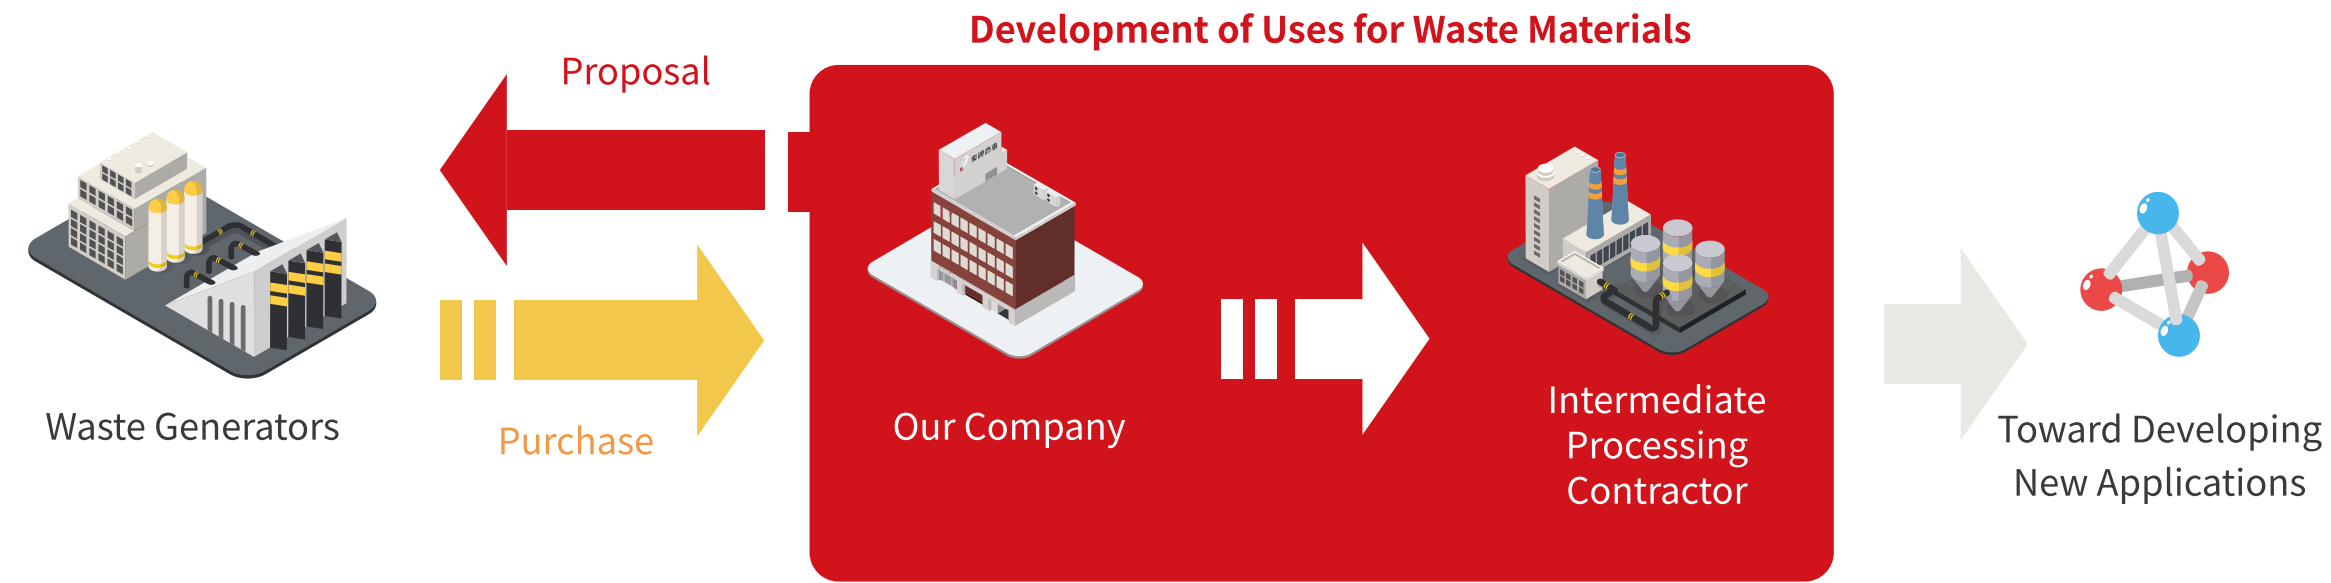 Development of Uses for Waste Materials
Proposal
Waste Generators
Purchase
Our Company
Intermediate
Processing
Contractor
Toward Developing
New Applications